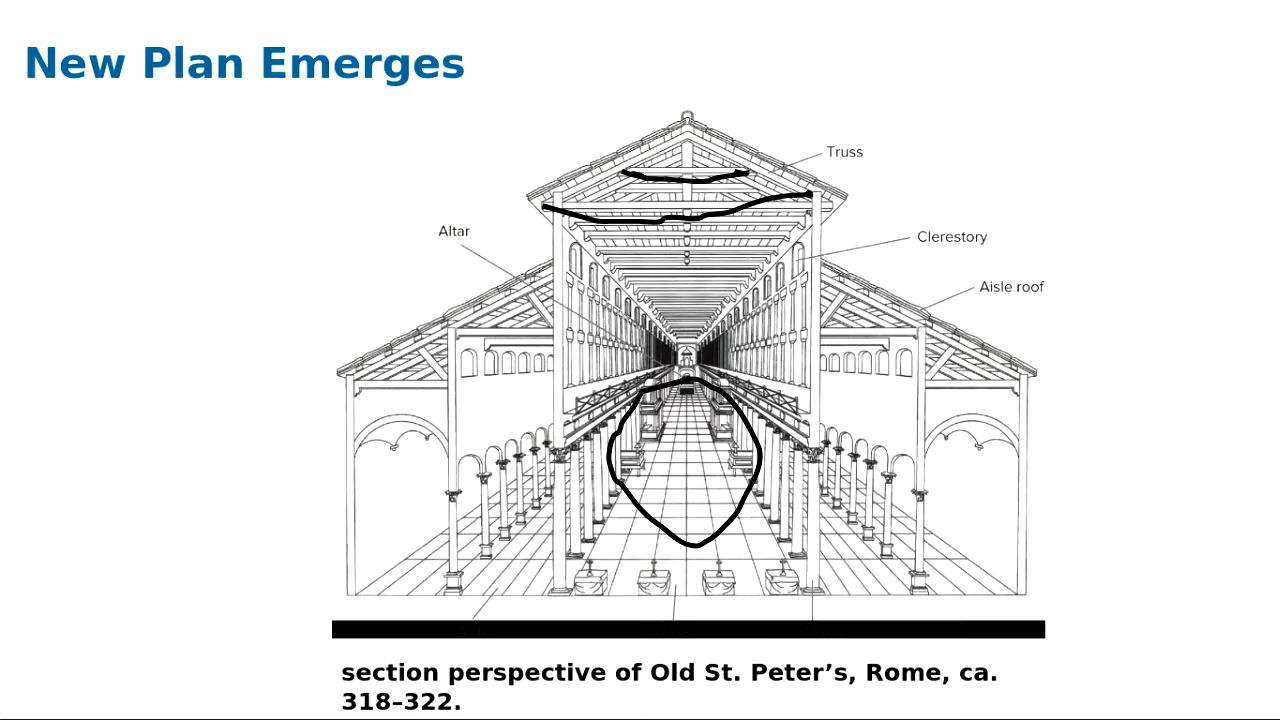 New Plan Emerges
Truss
Altar
Clerestory
Aisle roof
section perspective of Old St. Peter’s, Rome, ca.
318–322.